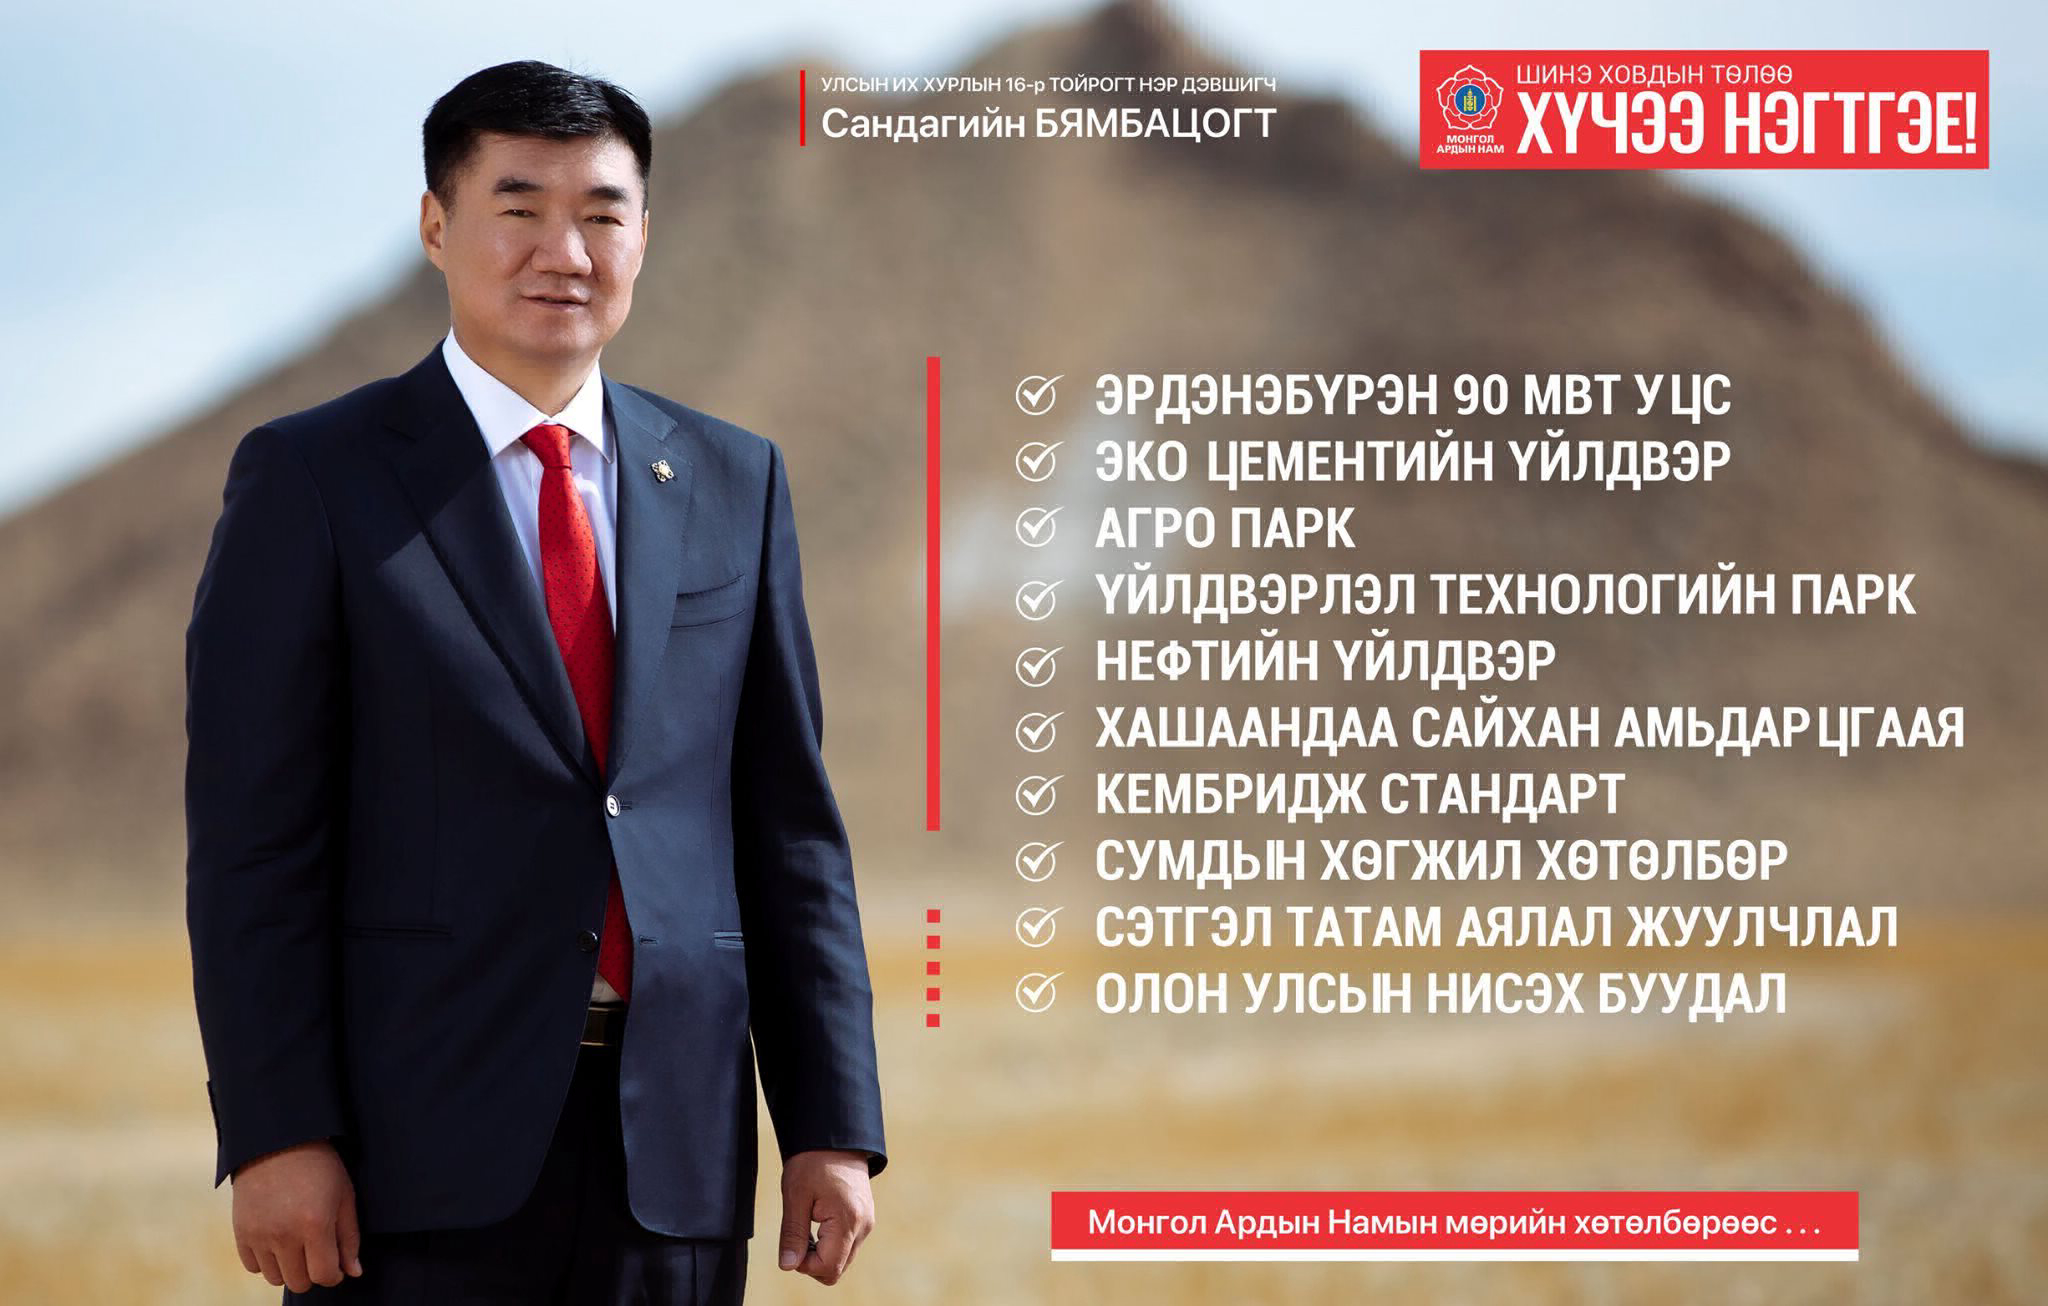 УЛСЫН ИХ ХУРЛЫН 16-р ТОЙРОГТ НЭР ДЭВШИГЧ
Сандагийн БЯМБАЦОГТ
ШИНЭ ХОВДЫН ТӨЛӨӨ
ХҮЧЭЭ НЭГТГЭЕ!
МОНГОЛ
АРДЫН НАМ
ЭРДЭНЭБҮРЭН 90 МВТ УЦС
ЭКО ЦЕМЕНТИЙН ҮЙЛДВЭР
АГРО ПАРК
ҮЙЛДВЭРЛЭЛ ТЕХНОЛОГИЙН ПАРК
НЕФТИЙН ҮЙЛДВЭР
ХАШААНДАА САЙХАН АМЬДАРЦГААЯ
КЕМБРИДЖ СТАНДАРТ
СУМДЫН ХӨГЖИЛ ХӨТӨЛБӨР
СЭТГЭЛ ТАТАМ АЯЛАЛ ЖУУЛЧЛАЛ
ОЛОН УЛСЫН НИСЭХ БУУДАЛ
Монгол Ардын Намын мөрийн хөтөлбөрөөс . . .